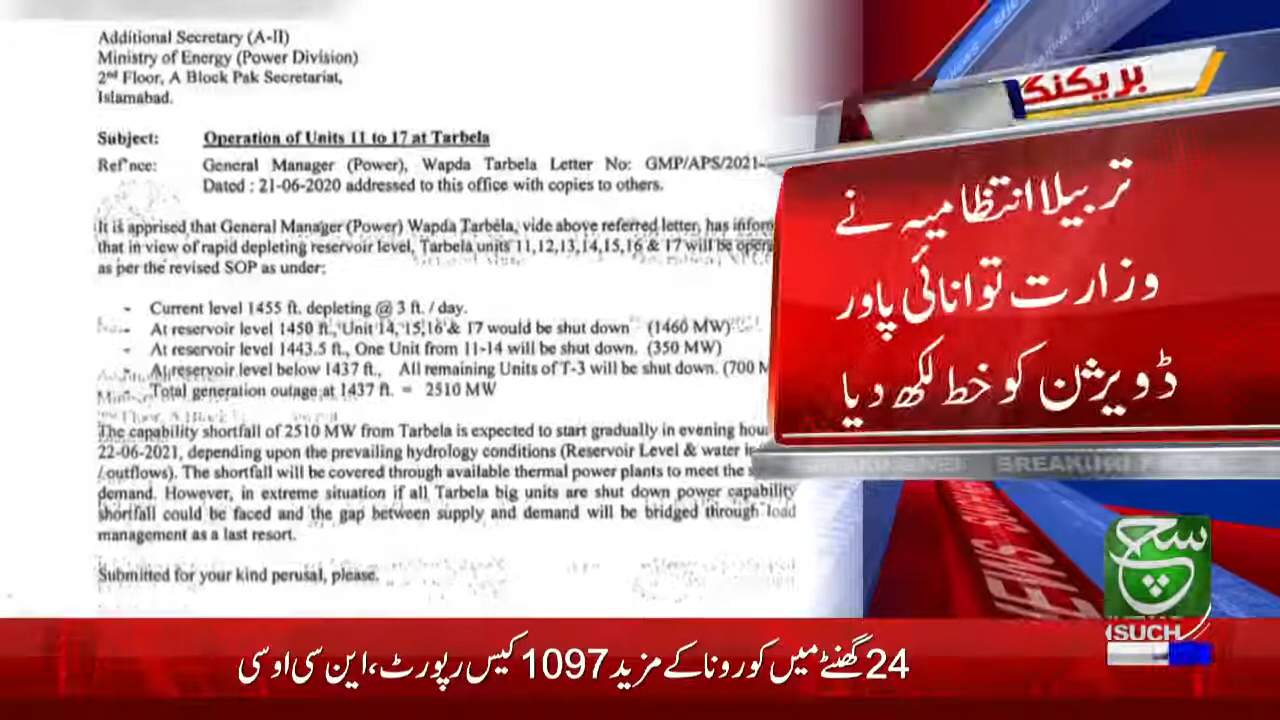 Additional Secretary (A-II)
Ministry of Energy (Power Division)
2nd Floor, A Block Pak Secretariat,
Islamabad.
Subject: Operation of Units 11 to 17 at Tarbela
Ref'nce: General Manager (Power), Wapda Tarbela Letter No: GMP/APS/2021-
Dated : 21-06-2020 addressed to this office with copies to others.
It is apprised that General Manager (Power) Wapda Tarbela, vide above referred letter, has
that in view of rapid depleting reservoir level, Tarbela units 11,12,13,14,15,16 & 17 will be
as per the revised SOP as under:
- Current level 1455 ft. depleting @ 3 ft. / day.
- At reservoir level 1450 ft., Unit 14, 15,16 & 17 would be shut down (1460 MW)
- At reservoir level 1443.5 ft., One Unit from 11-14 will be shut down. (350 MW)
- At reservoir level below 1437 ft., All remaining Units of T-3 will be shut down. (700
- Total generation outage at 1437 ft. = 2510 MW
The capability shortfall of 2510 MW from Tarbela is expected to start gradually in evening
22-06-2021, depending upon the prevailing hydrology conditions (Reservoir Level & water
/outflows). The shortfall will be covered through available thermal power plants to meet the
demand. However, in extreme situation if all Tarbela big units are shut down power capability
shortfall could be faced and the gap between supply and demand will be bridged through load
management as a last resort.
Submitted for your kind perusal, please.
بریکنگ
تربیلا انتظامیہ نے
وزارت توانائی پاور
ڈویژن کو خط لکھ دیا
BREAKING
NEWS
سچ
SUCH
24 گھنٹے میں کورونا کے مزید 1097 کیس رپورٹ، این سی او سی